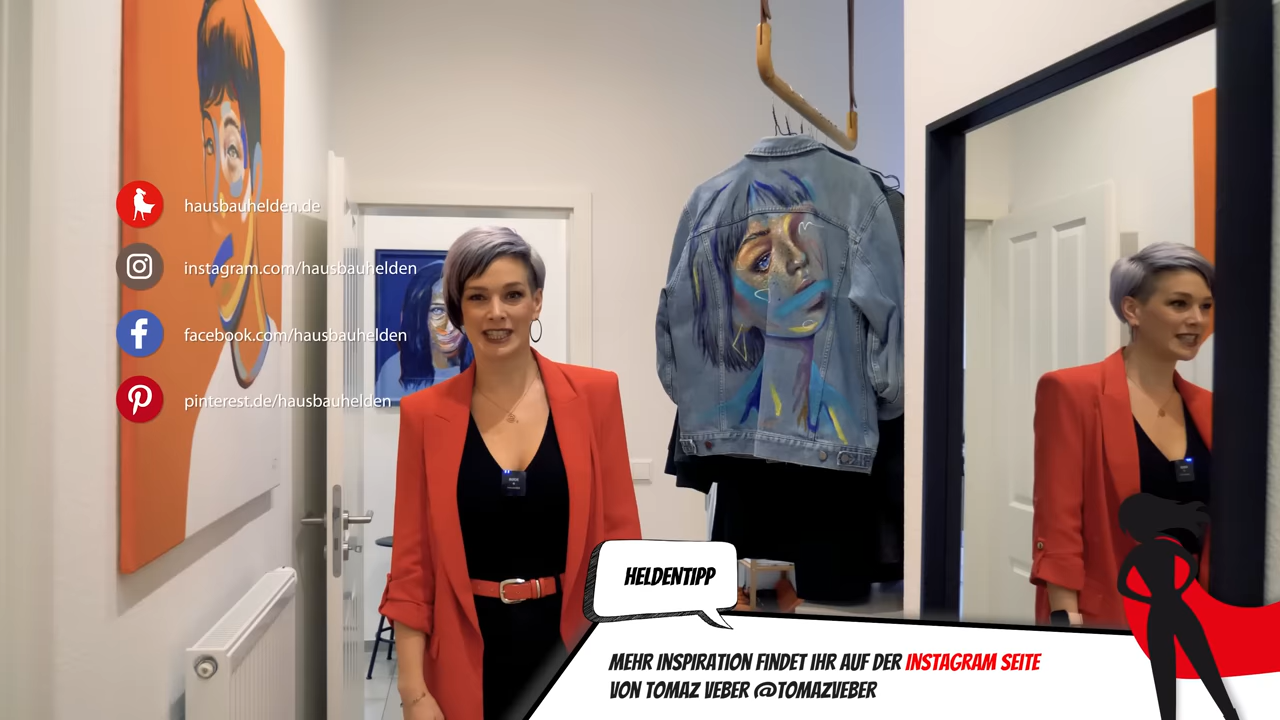 hausbauhelden.de
instagram.com/hausbauhelden
facebook.com/hausbauhelden
pinterest.de/hausbauhelden
HELDENTIPP
MEHR INSPIRATION FINDET IHR AUF DER INSTAGRAM SEITE
VON TOMAZ VEBER @TOMAZVEBER